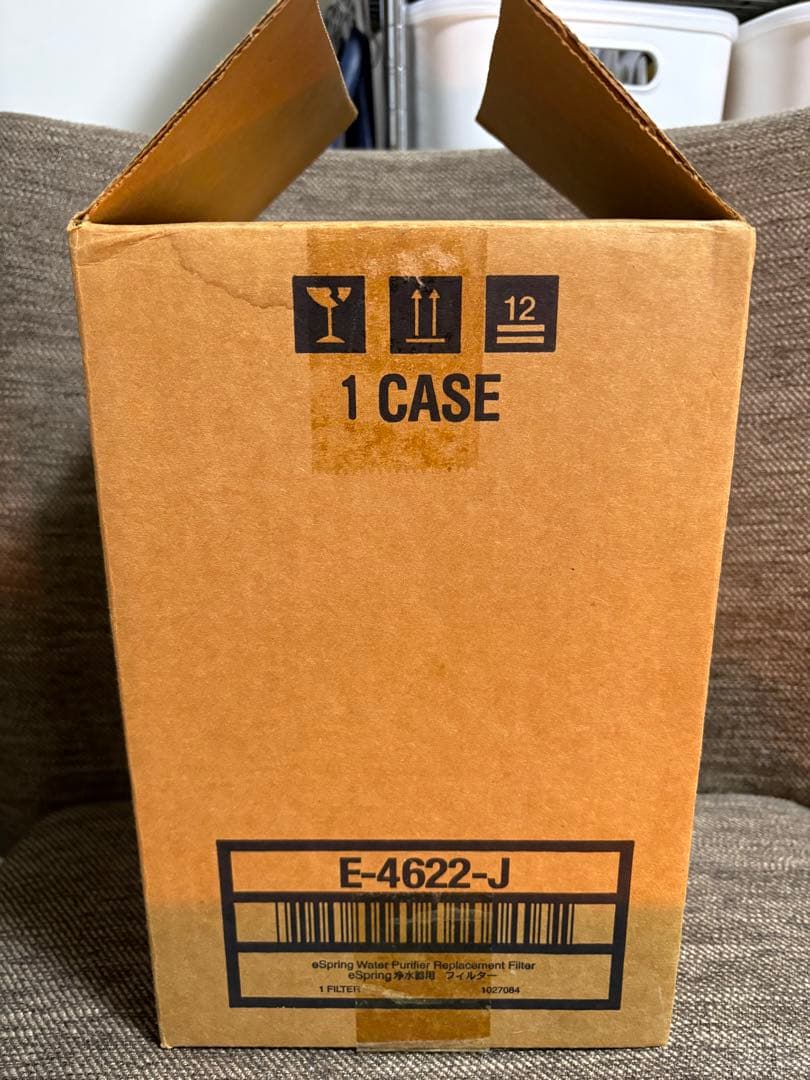 12
1 CASE
E-4622-J
eSpring Water Purifier Replacement Filter
eSpring浄水器用 フィルター
1 FILTER 1027084